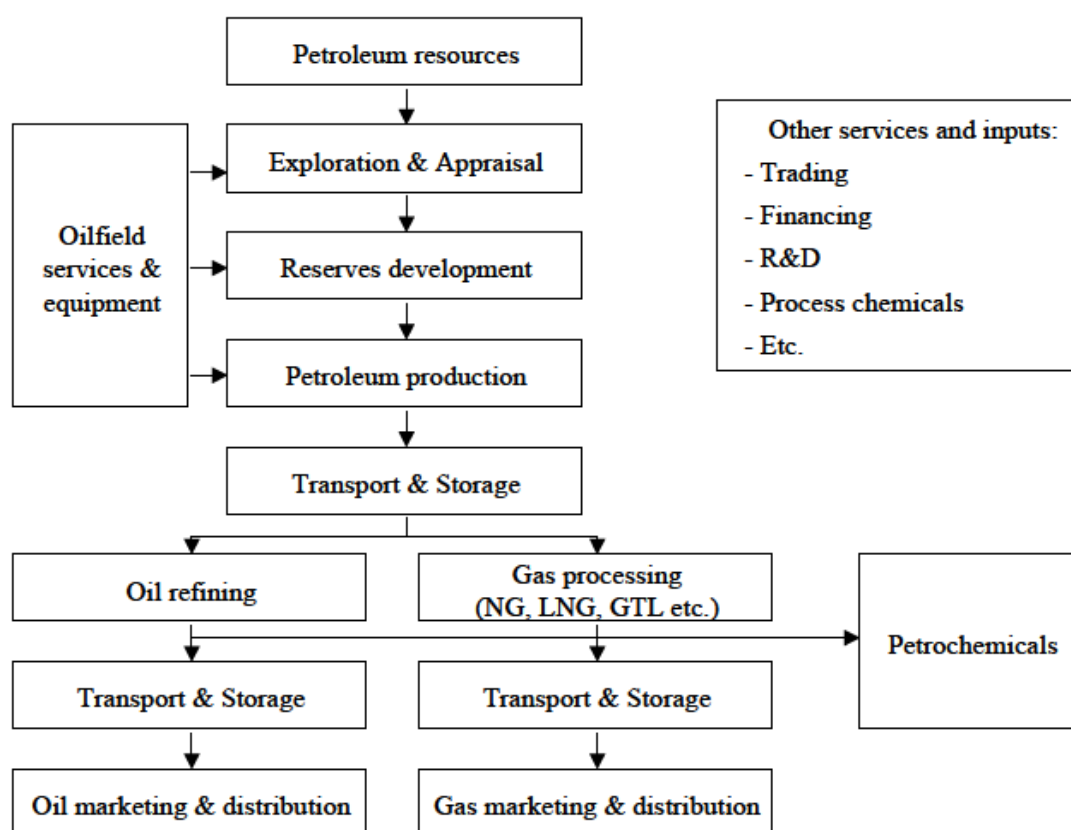 Petroleum resources
Other services and inputs:
- Trading
- Financing
- R&D
- Process chemicals
- Etc.
Exploration & Appraisal
Oilfield
services &
equipment
Reserves development
Petroleum production
Transport & Storage
Oil refining
Gas processing
(NG, LNG, GTL etc.)
Petrochemicals
Transport & Storage
Transport & Storage
Oil marketing & distribution
Gas marketing & distribution